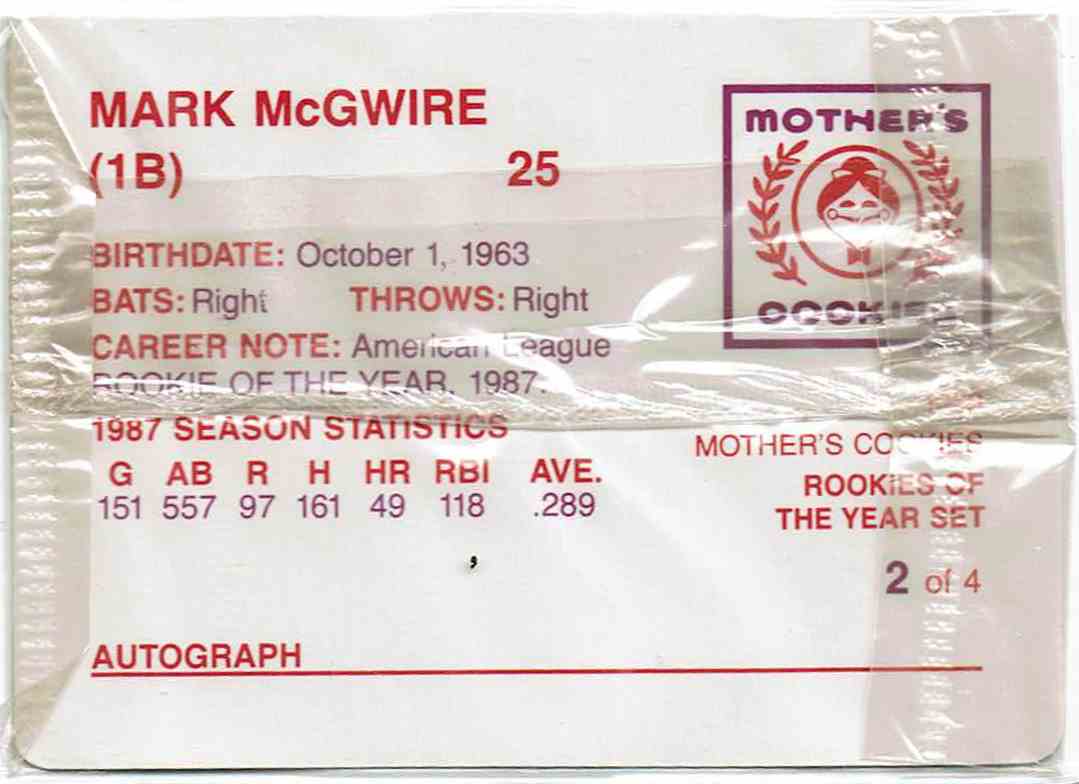 MARK McGWIRE
(1B) 25
BIRTHDATE: October 1, 1963
BATS: Right THROWS: Right
CAREER NOTE: American League
ROOKIE OF THE YEAR, 1987.
1987 SEASON STATISTICS
G AB R H HR RBI AVE.
151 557 97 161 49 118 .289
MOTHER'S
COOKIES
MOTHER'S COOKIES
ROOKIES OF
THE YEAR SET
2 of 4
AUTOGRAPH